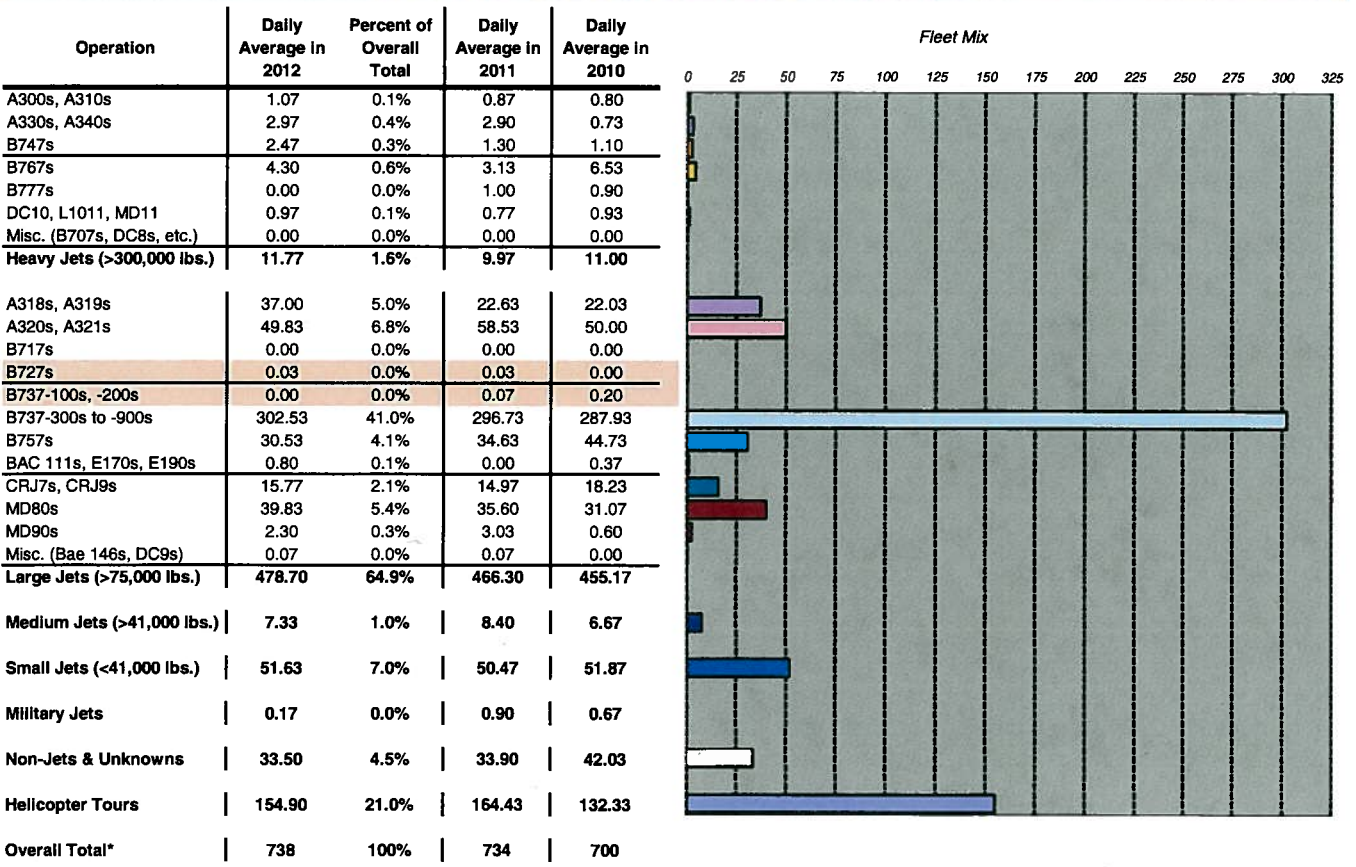 Operation Daily Average in 2012 Percent of Overall Total Daily Average in 2011 Daily Average in 2010
Fleet Mix
0 25 50 75 100 125 150 175 200 225 250 275 300 325
A300s, A310s 1.07 0.1% 0.87 0.80
A330s, A340s 2.97 0.4% 2.90 0.73
B747s 2.47 0.3% 1.30 1.10
B767s 4.30 0.6% 3.13 6.53
B777s 0.00 0.0% 1.00 0.90
DC10, L1011, MD11 0.97 0.1% 0.77 0.93
Misc. (B707s, DC8s, etc.) 0.00 0.0% 0.00 0.00
Heavy Jets (>300,000 lbs.) 11.77 1.6% 9.97 11.00
A318s, A319s 37.00 5.0% 22.63 22.03
A320s, A321s 49.83 6.8% 58.53 50.00
B717s 0.00 0.0% 0.00 0.00
B727s 0.03 0.0% 0.03 0.00
B737-100s, -200s 0.00 0.0% 0.07 0.20
B737-300s to -900s 302.53 41.0% 296.73 287.93
B757s 30.53 4.1% 34.63 44.73
BAC 111s, E170s, E190s 0.80 0.1% 0.00 0.37
CRJ7s, CRJ9s 15.77 2.1% 14.97 18.23
MD80s 39.83 5.4% 35.60 31.07
MD90s 2.30 0.3% 3.03 0.60
Misc. (Bae 146s, DC9s) 0.07 0.0% 0.07 0.00
Large Jets (>75,000 lbs.) 478.70 64.9% 466.30 455.17
Medium Jets (>41,000 lbs.) 7.33 1.0% 8.40 6.67
Small Jets (<41,000 lbs.) 51.63 7.0% 50.47 51.87
Military Jets 0.17 0.0% 0.90 0.67
Non-Jets & Unknowns 33.50 4.5% 33.90 42.03
Helicopter Tours 154.90 21.0% 164.43 132.33
Overall Total* 738 100% 734 700